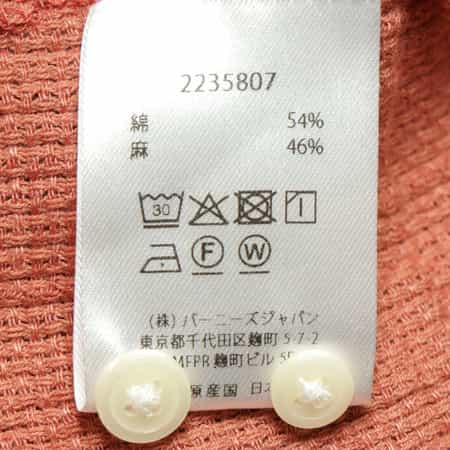 2235807
綿 54%
麻 46%
30
F W
(株) バーニーズジャパン
東京都千代田区麹町 5-7-2
MFPR 麹町ビル
原産国 日